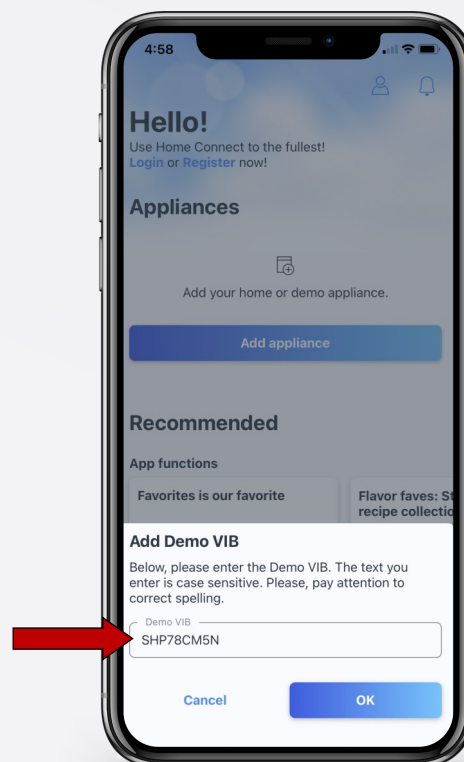 4:58
Hello!
Use Home Connect to the fullest!
Login or Register now!
Appliances
Add your home or demo appliance.
Add appliance
Recommended
App functions
Favorites is our favorite
Flavor faves: St
recipe collectio
Add Demo VIB
Below, please enter the Demo VIB. The text you
enter is case sensitive. Please, pay attention to
correct spelling.
Demo VIB
SHP78CM5N
Cancel
OK